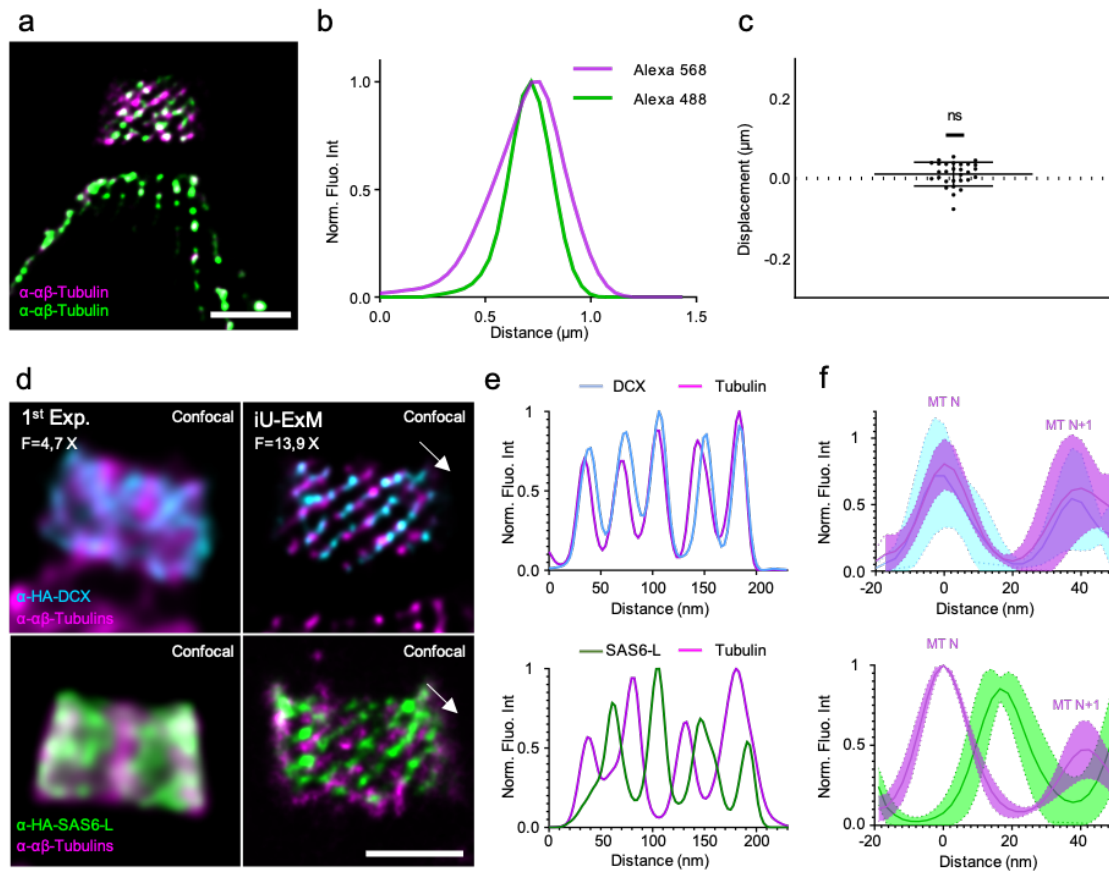 a
α-αβ-Tubulin
α-αβ-Tubulin
b
Norm. Fluo. Int
1.0
0.5
0.0
0.0
0.5
1.0
1.5
Distance (µm)
Alexa 568
Alexa 488
c
Displacement (µm)
0.2
0.0
-0.2
ns
d
1st Exp.
F=4,7 X
Confocal
α-HA-DCX
α-αβ-Tubulins
iU-ExM
F=13,9 X
Confocal
Confocal
α-HA-SAS6-L
α-αβ-Tubulins
Confocal
e
DCX
Tubulin
Norm. Fluo. Int
1
0.5
0.0
0
50
100
150
200
Distance (nm)
SAS6-L
Tubulin
Norm. Fluo. Int
1
0.5
0.0
0
50
100
150
200
Distance (nm)
f
MT N
MT N+1
Norm. Fluo. Int
1
0.5
0
-20
0
20
40
Distance (nm)
MT N
MT N+1
Norm. Fluo. Int
1
0.5
0
-20
0
20
40
Distance (nm)